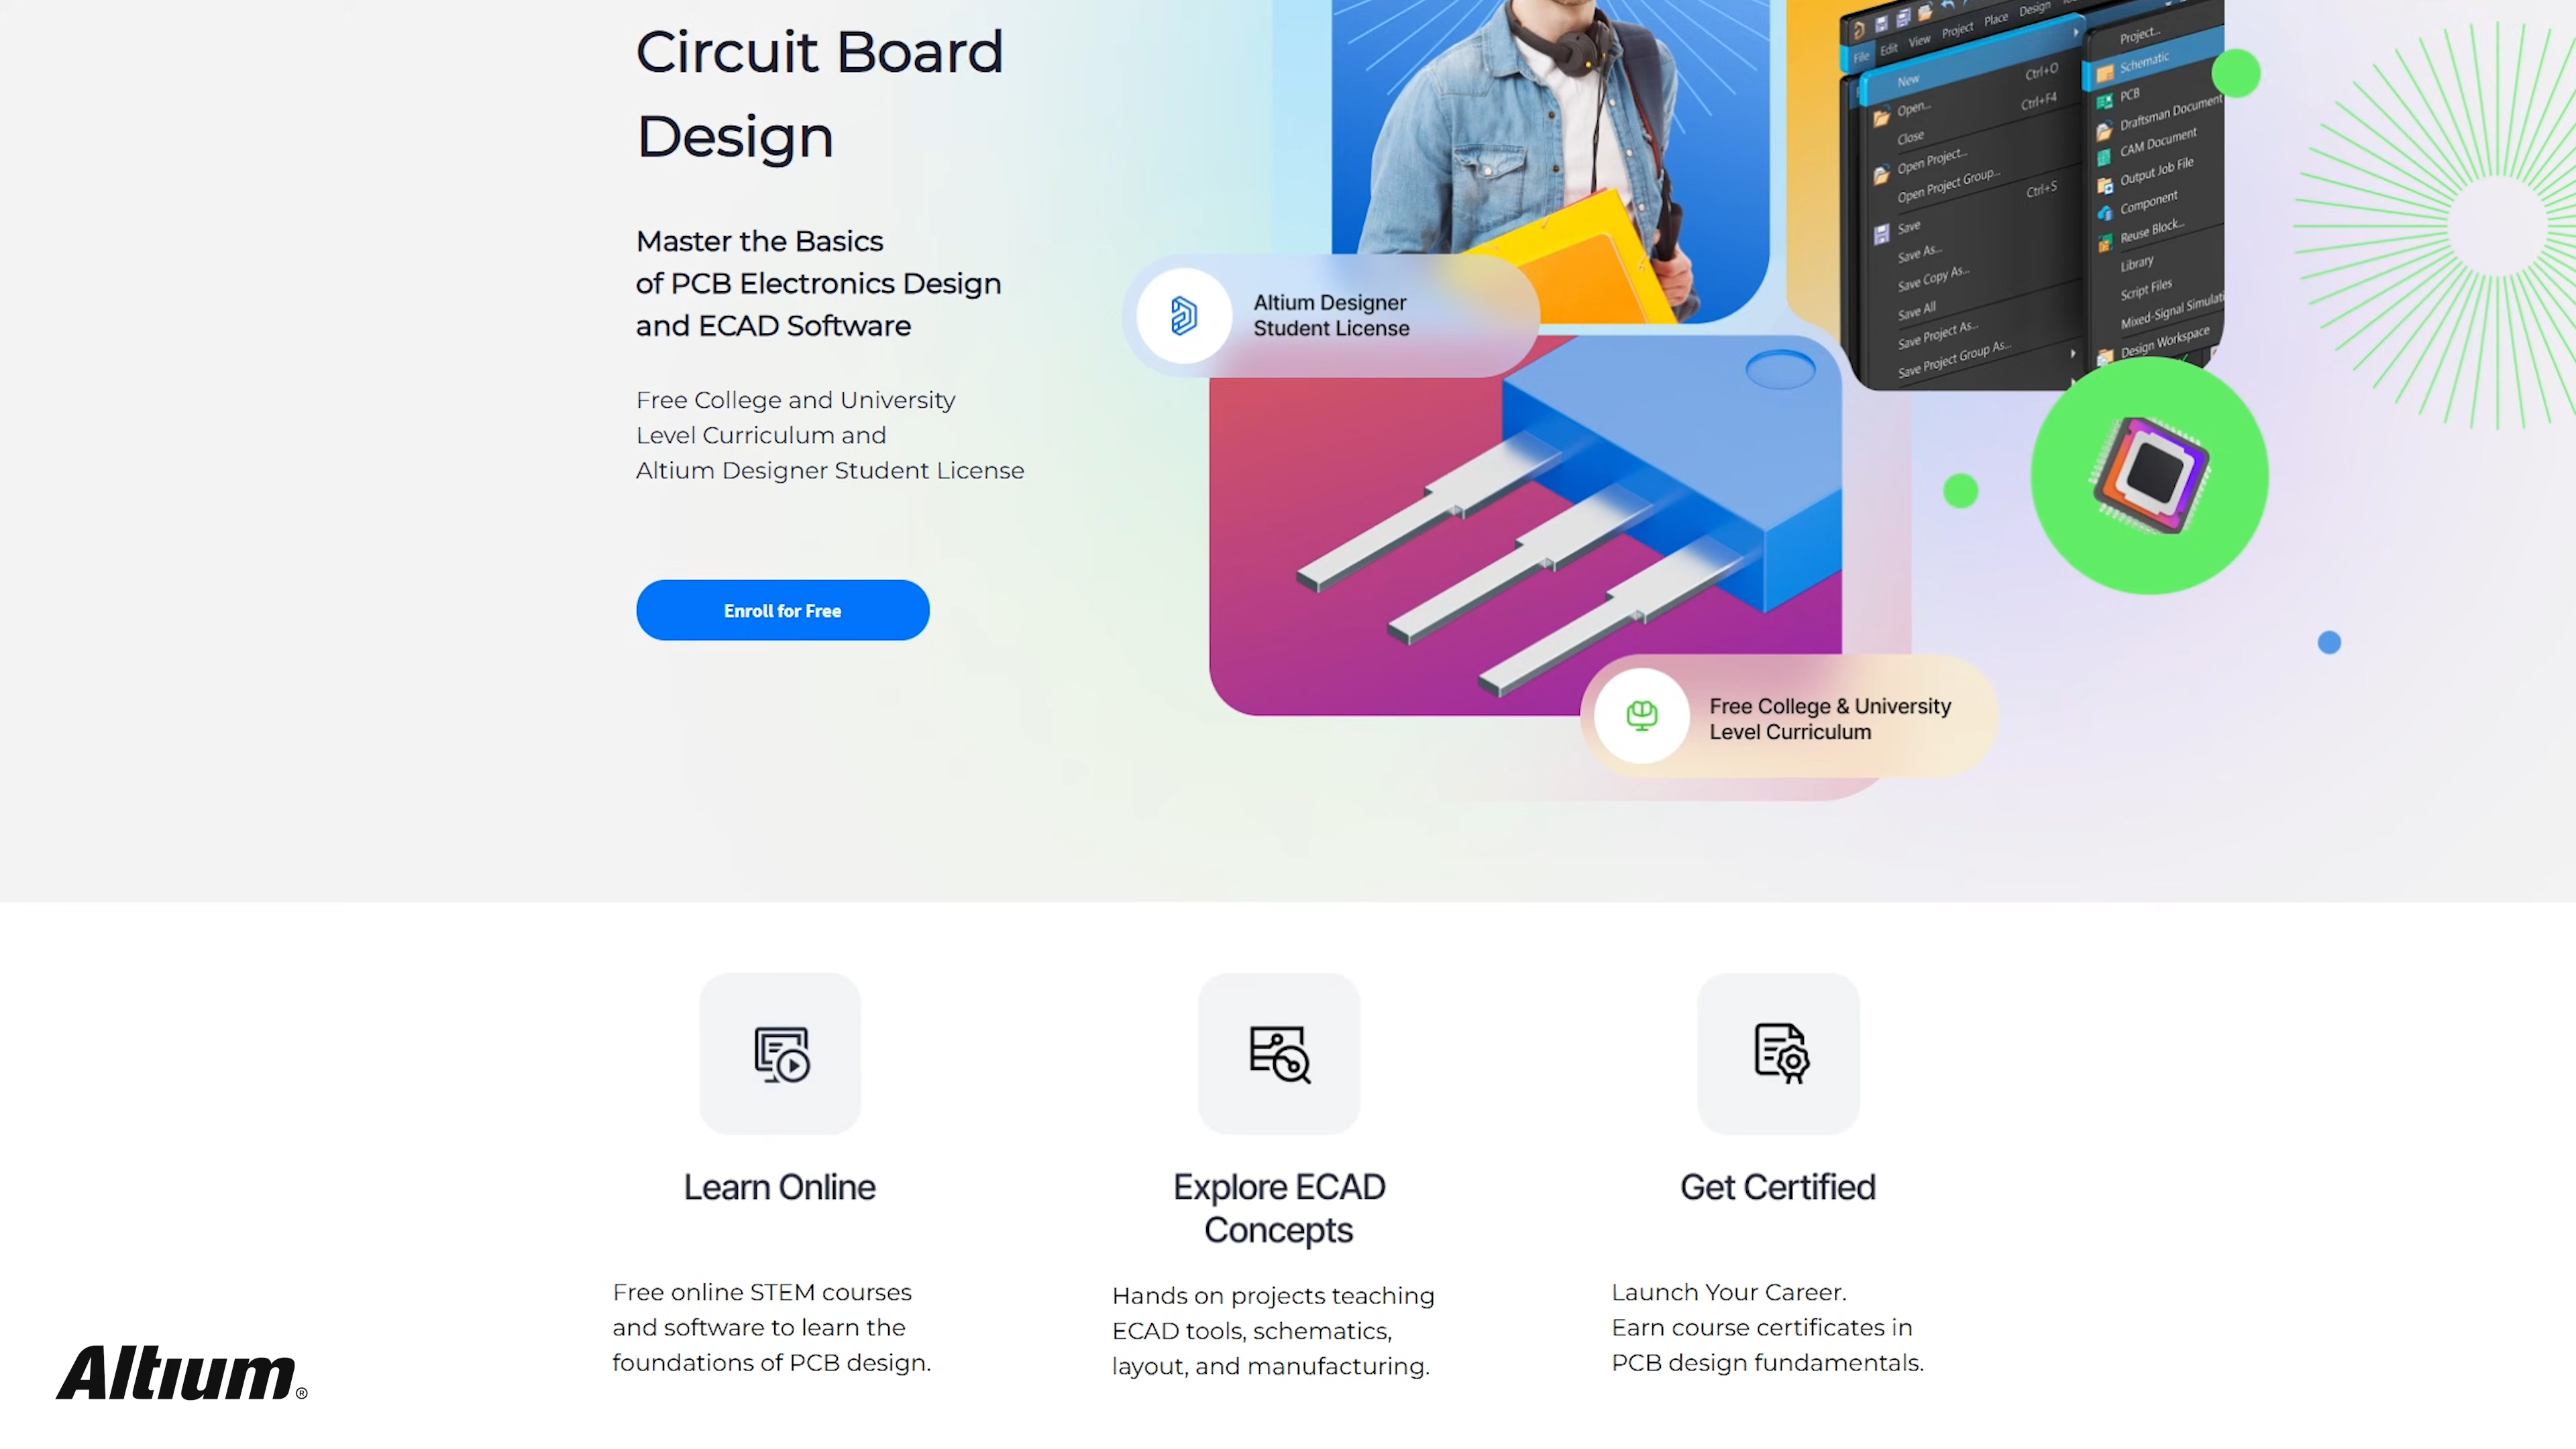 Circuit Board
Design
Master the Basics
of PCB Electronics Design
and ECAD Software
Free College and University
Level Curriculum and
Altium Designer Student License
Enroll for Free
Altium Designer
Student License
File Edit View Project Place Design
New
Open... Ctrl+O
Close Ctrl+F4
Open Project...
Open Project Group...
Save Ctrl+S
Save As...
Save Copy As...
Save All
Save Project As...
Save Project Group As...
Project...
Schematic
PCB
Draftsman Document
CAM Document
Output Job File
Component
Reuse Block...
Library
Script Files
Mixed-Signal Simulati
Design Workspace
Free College & University
Level Curriculum
Learn Online
Free online STEM courses
and software to learn the
foundations of PCB design.
Explore ECAD
Concepts
Hands on projects teaching
ECAD tools, schematics,
layout, and manufacturing.
Get Certified
Launch Your Career.
Earn course certificates in
PCB design fundamentals.
Altium®